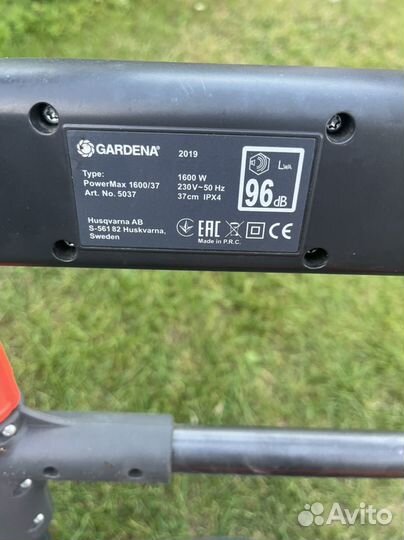 GARDENA® 2019
Type: 1600 W
PowerMax 1600/37 230V~50 Hz
Art. No. 5037 37cm IPX4
LWA
96 dB
Husqvarna AB
S-561 82 Huskvarna,
Sweden
EAC CE
Made in P.R.C.
Avito